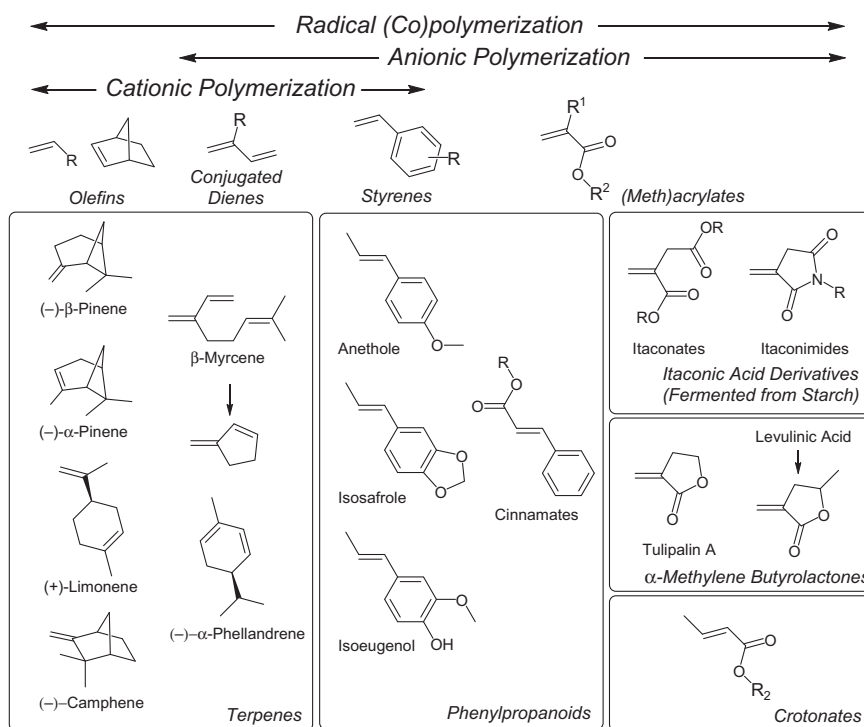 Radical (Co)polymerization
Anionic Polymerization
Cationic Polymerization
R
Olefins
R
Conjugated
Dienes
R
Styrenes
R¹
O
O
R²
(Meth)acrylates
(−)-β-Pinene
(−)-α-Pinene
(+)-Limonene
(−)−Camphene
β-Myrcene
(−)−α-Phellandrene
Terpenes
O
Anethole
O
O
Isosafrole
O
OH
Isoeugenol
R
O
O
Cinnamates
Phenylpropanoids
OR
O
O
RO
Itaconates
O
N
R
O
Itaconimides
Itaconic Acid Derivatives
(Fermented from Starch)
O
O
Tulipalin A
Levulinic Acid
O
O
α-Methylene Butyrolactones
O
O
R₂
Crotonates